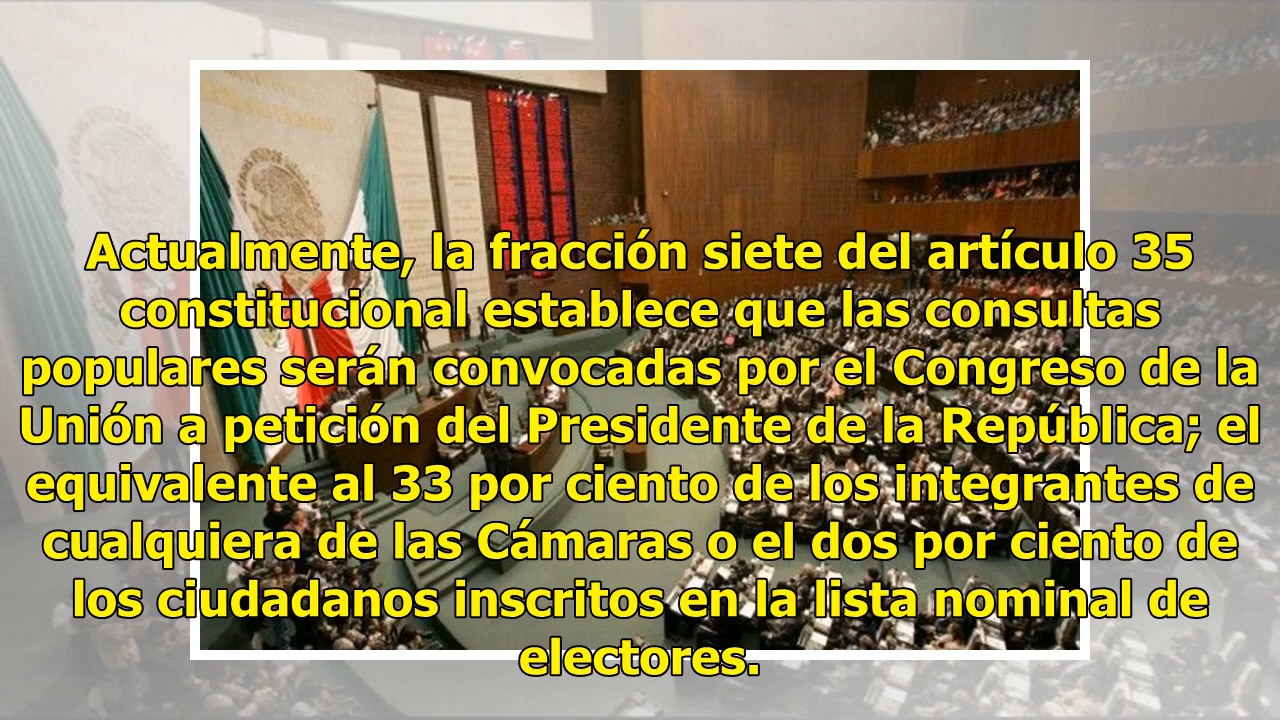 Actualmente, la fracción siete del artículo 35
constitucional establece que las consultas
populares serán convocadas por el Congreso de la
Unión a petición del Presidente de la República; el
equivalente al 33 por ciento de los integrantes de
cualquiera de las Cámaras o el dos por ciento de
los ciudadanos inscritos en la lista nominal de
electores.